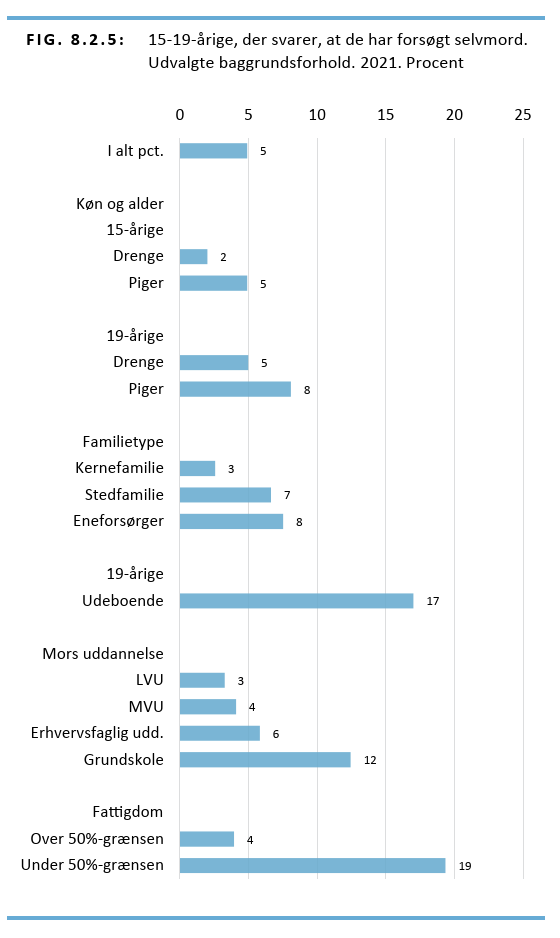 FIG. 8.2.5: 15-19-årige, der svarer, at de har forsøgt selvmord.
Udvalgte baggrundsforhold. 2021. Procent
0 5 10 15 20 25
I alt pct. 5
Køn og alder
15-årige
Drenge 2
Piger 5
19-årige
Drenge 5
Piger 8
Familietype
Kernefamilie 3
Stedfamilie 7
Eneforsørger 8
19-årige
Udeboende 17
Mors uddannelse
LVU 3
MVU 4
Erhvervsfaglig udd. 6
Grundskole 12
Fattigdom
Over 50%-grænsen 4
Under 50%-grænsen 19